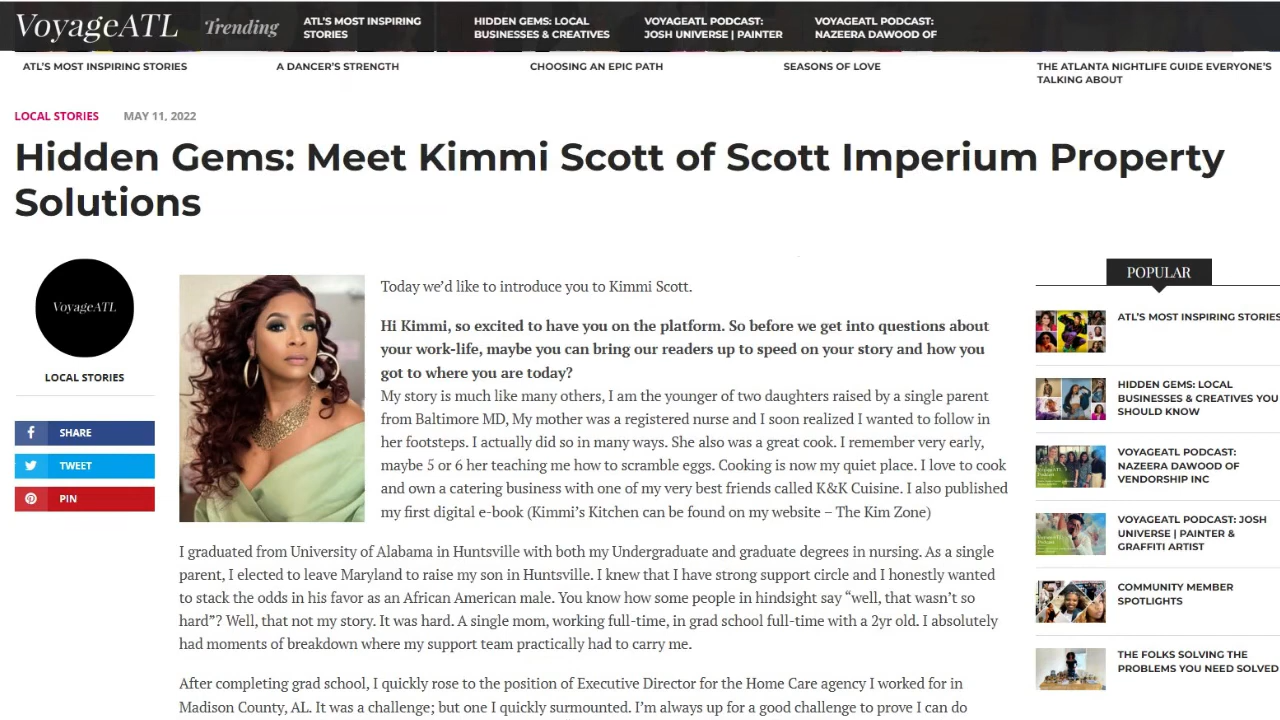 VoyageATL
Trending
ATL'S MOST INSPIRING
STORIES
HIDDEN GEMS: LOCAL
BUSINESSES & CREATIVES
VOYAGEATL PODCAST:
JOSH UNIVERSE | PAINTER
VOYAGEATL PODCAST:
NAZEERA DAWOOD OF
ATL'S MOST INSPIRING STORIES
A DANCER'S STRENGTH
CHOOSING AN EPIC PATH
SEASONS OF LOVE
THE ATLANTA NIGHTLIFE GUIDE EVERYONE'S
TALKING ABOUT
LOCAL STORIES
MAY 11, 2022
Hidden Gems: Meet Kimmi Scott of Scott Imperium Property
Solutions
VoyageATL
LOCAL STORIES
SHARE
TWEET
PIN
Today we'd like to introduce you to Kimmi Scott.
Hi Kimmi, so excited to have you on the platform. So before we get into questions about
your work-life, maybe you can bring our readers up to speed on your story and how you
got to where you are today?
My story is much like many others, I am the younger of two daughters raised by a single parent
from Baltimore MD, My mother was a registered nurse and I soon realized I wanted to follow in
her footsteps. I actually did so in many ways. She also was a great cook. I remember very early,
maybe 5 or 6 her teaching me how to scramble eggs. Cooking is now my quiet place. I love to cook
and own a catering business with one of my very best friends called K&K Cuisine. I also published
my first digital e-book (Kimmi's Kitchen can be found on my website – The Kim Zone)
I graduated from University of Alabama in Huntsville with both my Undergraduate and graduate degrees in nursing. As a single
parent, I elected to leave Maryland to raise my son in Huntsville. I knew that I have strong support circle and I honestly wanted
to stack the odds in his favor as an African American male. You know how some people in hindsight say “well, that wasn't so
hard”? Well, that not my story. It was hard. A single mom, working full-time, in grad school full-time with a 2yr old. I absolutely
had moments of breakdown where my support team practically had to carry me.
After completing grad school, I quickly rose to the position of Executive Director for the Home Care agency I worked for in
Madison County, AL. It was a challenge; but one I quickly surmounted. I'm always up for a good challenge to prove I can do
POPULAR
ATL'S MOST INSPIRING STORIES
HIDDEN GEMS: LOCAL
BUSINESSES & CREATIVES YOU
SHOULD KNOW
VOYAGEATL PODCAST:
NAZEERA DAWOOD OF
VENDORSHIP INC
VOYAGEATL PODCAST: JOSH
UNIVERSE | PAINTER &
GRAFFITI ARTIST
COMMUNITY MEMBER
SPOTLIGHTS
THE FOLKS SOLVING THE
PROBLEMS YOU NEED SOLVED